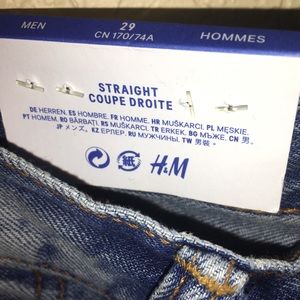 MEN 29 HOMMES
CN 170/74A
STRAIGHT
COUPE DROITE
DE HERREN. ES HOMBRE. FR HOMME. HR MUŠKARCI. PL MĘSKIE.
PT HOMEM. RO BĂRBAȚI. RS MUŠKARCI. TR ERKEK. BG МЪЖЕ. CN 男。
JP メンズ。 KZ ЕРЛЕР. RU МУЖЧИНЫ. TW 男裝。
紙 H&M